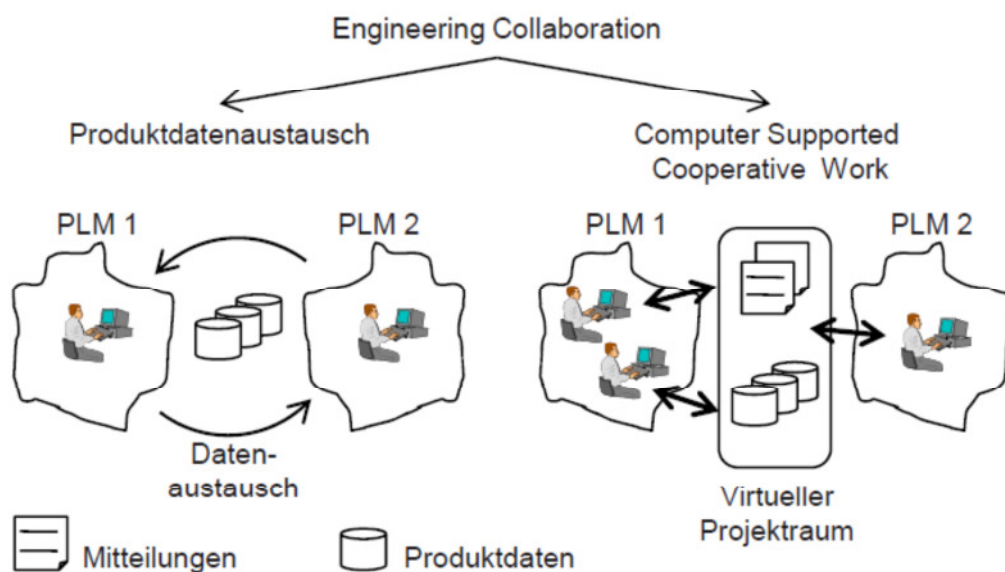 Engineering Collaboration
Produktdatenaustausch
Computer Supported
Cooperative Work
PLM 1
PLM 2
Daten-
austausch
PLM 1
PLM 2
Virtueller
Projektraum
Mitteilungen
Produktdaten